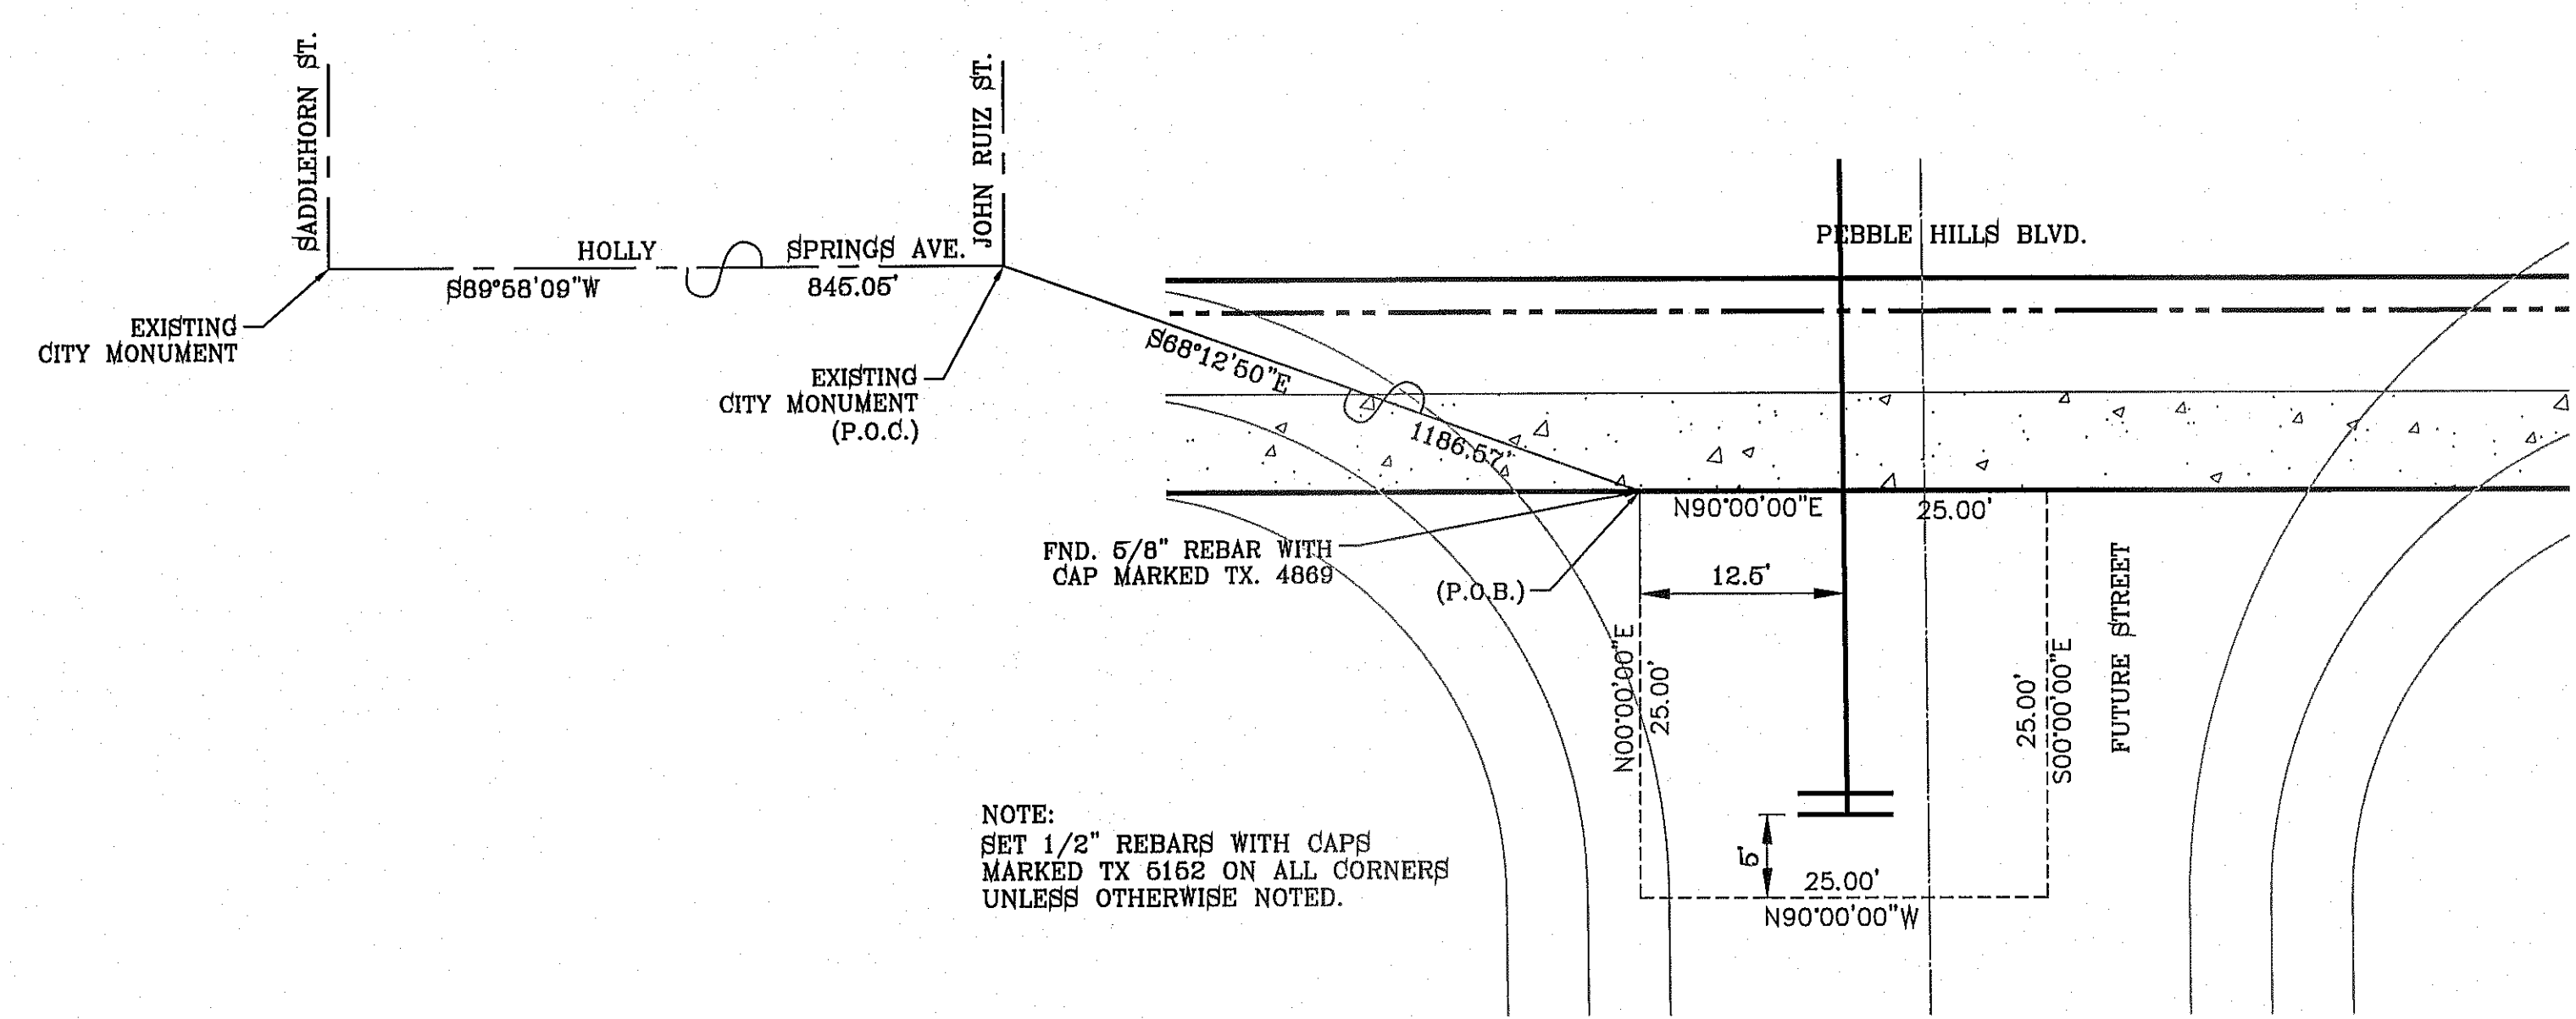 SADDLEHORN ST.
JOHN RUIZ ST.
HOLLY SPRINGS AVE.
S89°58'09"W 845.05'
EXISTING
CITY MONUMENT
EXISTING
CITY MONUMENT
(P.O.C.)
PEBBLE HILLS BLVD.
S68°12'50"E
1186.57'
N90°00'00"E 25.00'
FND. 5/8" REBAR WITH
CAP MARKED TX. 4869
(P.O.B.)
12.5'
N00°00'00"E
25.00'
25.00'
S00°00'00"E
FUTURE STREET
5'
25.00'
N90°00'00"W
NOTE:
SET 1/2" REBARS WITH CAPS
MARKED TX 5152 ON ALL CORNERS
UNLESS OTHERWISE NOTED.